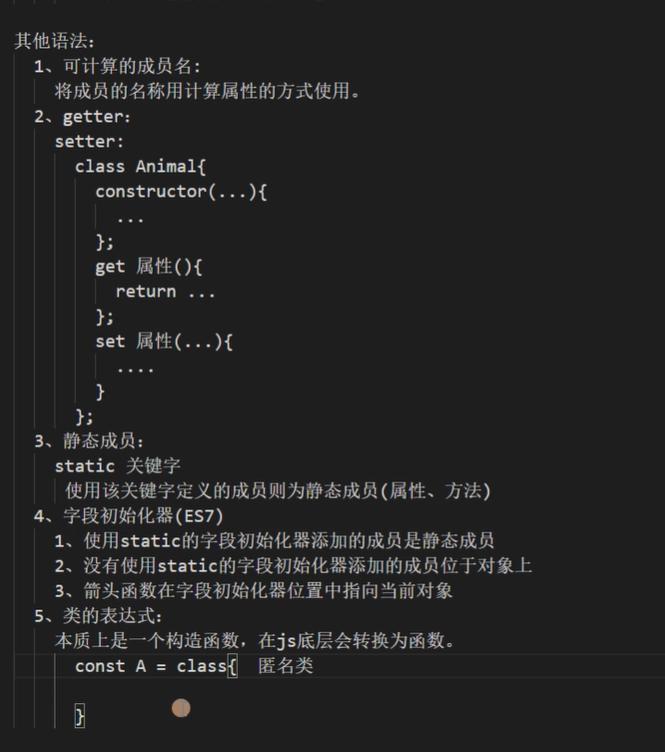 其他语法:
1、可计算的成员名:
将成员的名称用计算属性的方式使用。
2、getter:
setter:
class Animal{
constructor(...){
...
};
get 属性(){
return ...
};
set 属性(...){
....
}
};
3、静态成员:
static 关键字
使用该关键字定义的成员则为静态成员(属性、方法)
4、字段初始化器(ES7)
1、使用static的字段初始化器添加的成员是静态成员
2、没有使用static的字段初始化器添加的成员位于对象上
3、箭头函数在字段初始化器位置中指向当前对象
5、类的表达式:
本质上是一个构造函数，在js底层会转换为函数。
const A = class{ 匿名类
}